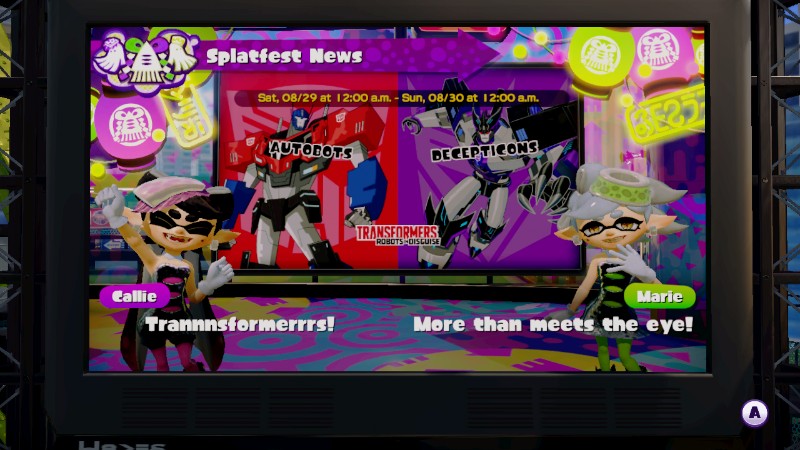 Splatfest News
Sat, 08/29 at 12:00 a.m. - Sun, 08/30 at 12:00 a.m.
AUTOBOTS
DECEPTICONS
TRANSFORMERS
ROBOTS IN DISGUISE
Callie
Marie
Trannnsformerrrs!
More than meets the eye!
A